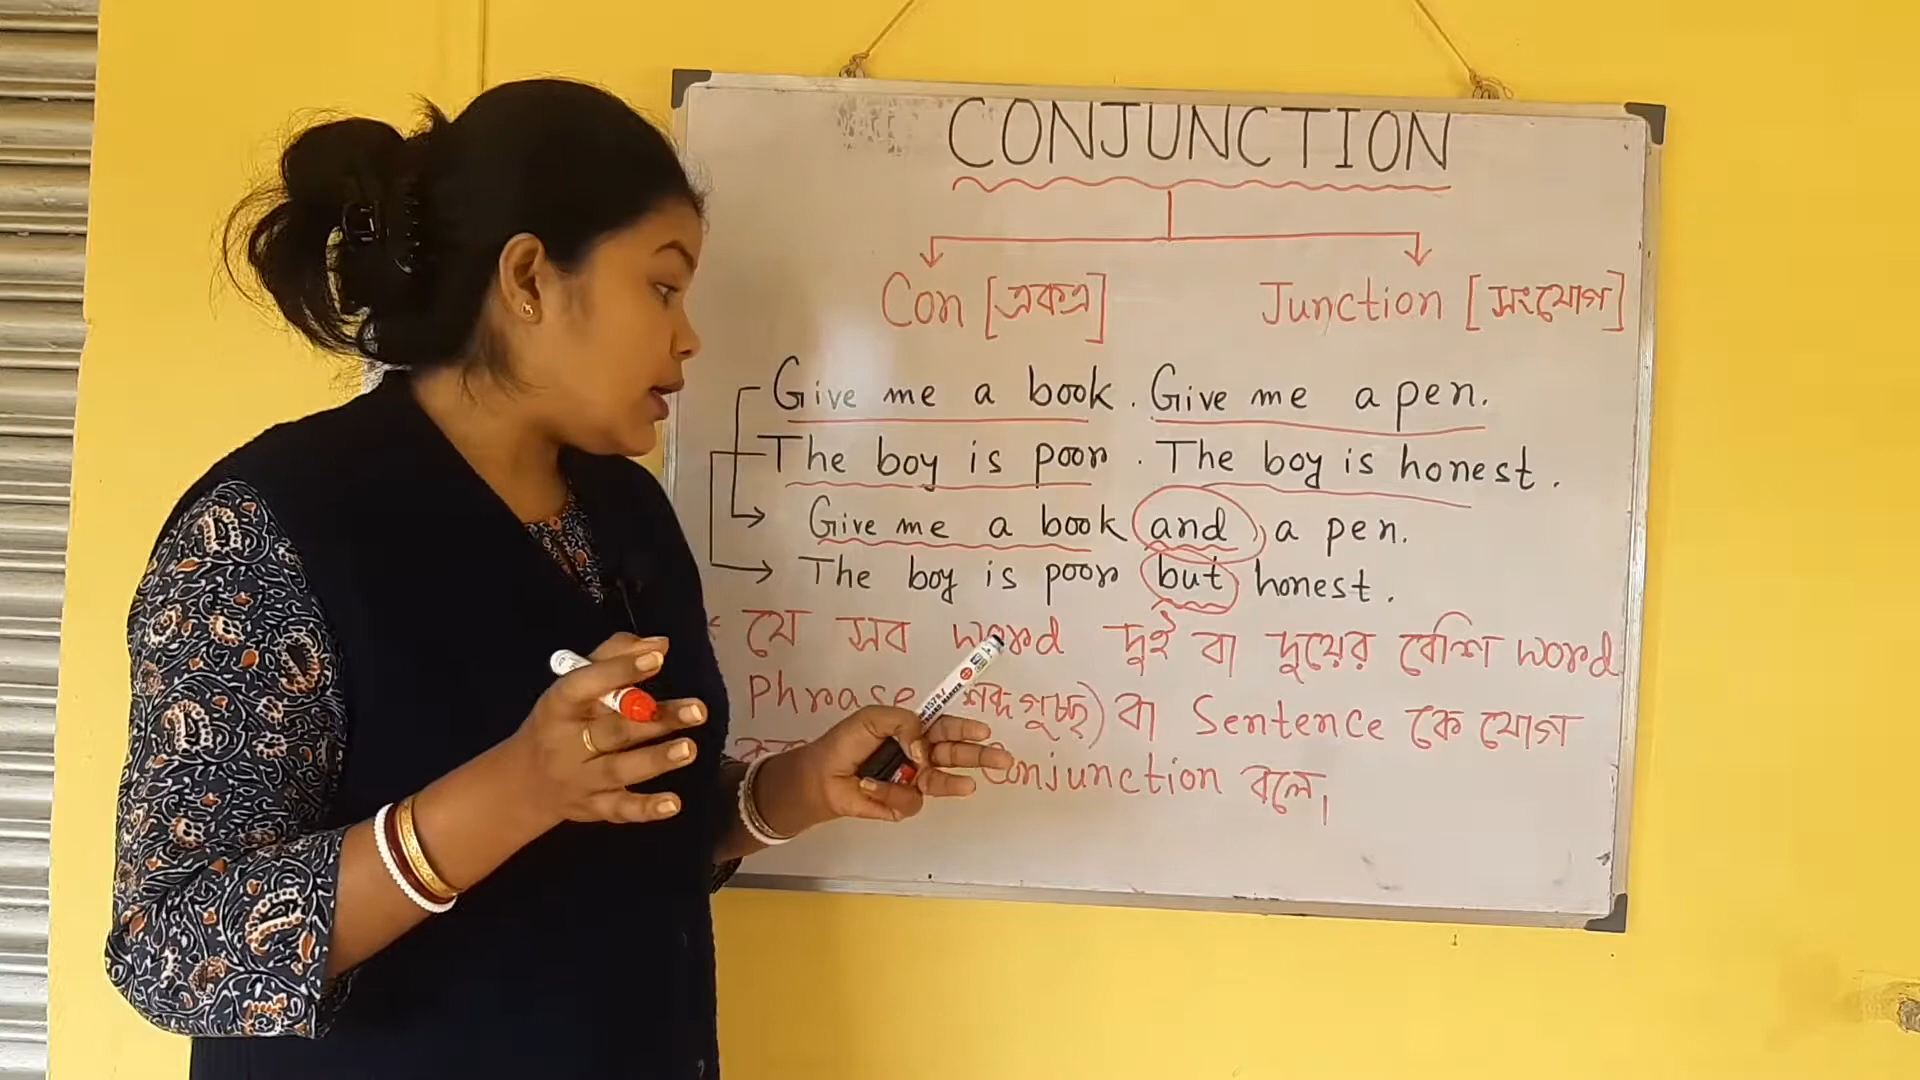 CONJUNCTION
Con [একত্র] Junction [সংযোগ]
Give me a book. Give me a pen.
The boy is poor. The boy is honest.
Give me a book and a pen.
The boy is poor but honest.
যে সব word দুই বা দুয়ের বেশি word
Phrase শব্দগুচ্ছ) বা Sentence কে যোগ
Conjunction বলে।